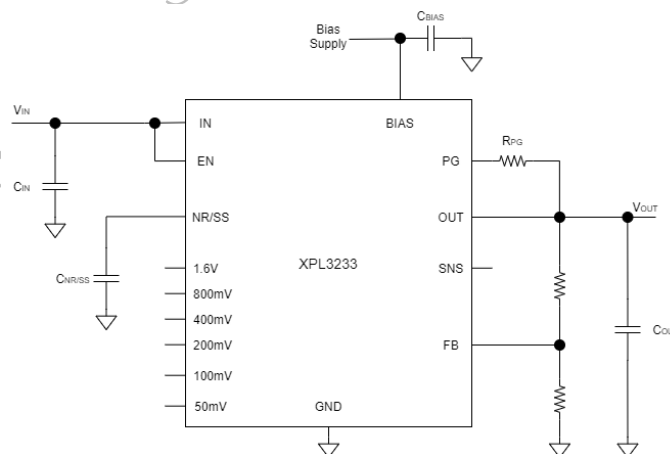 CBIAS
Bias
Supply
VIN
IN
BIAS
RPG
EN
PG
CIN
NR/SS
OUT
VOUT
XPL3233
SNS
CNR/SS
1.6V
800mV
400mV
COU
200mV
FB
100mV
50mV
GND